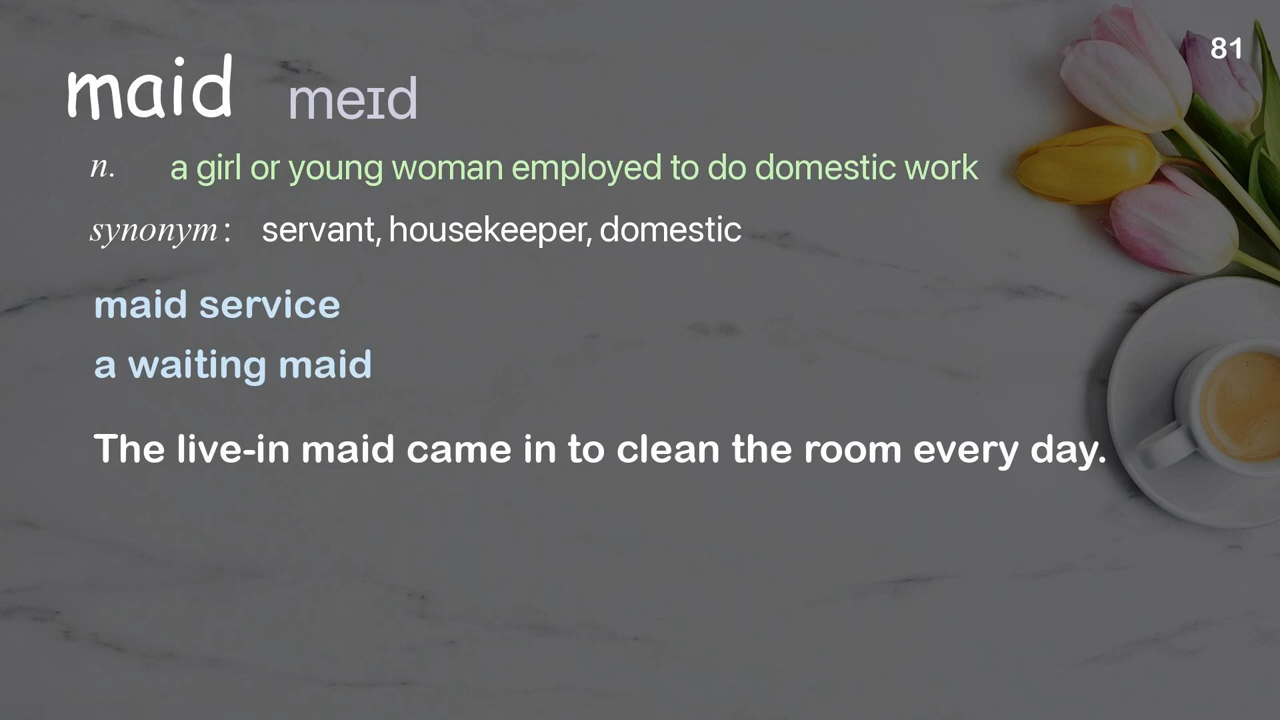 81
maid meɪd
n. a girl or young woman employed to do domestic work
synonym: servant, housekeeper, domestic
maid service
a waiting maid
The live-in maid came in to clean the room every day.